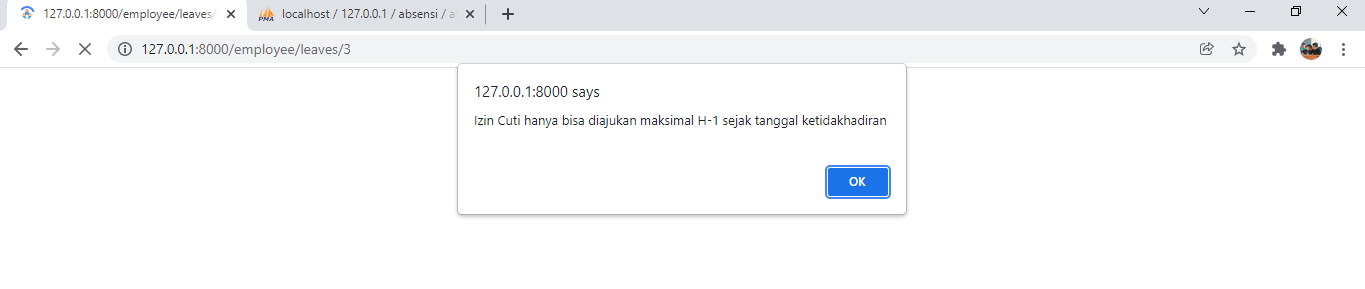 127.0.0.1:8000/employee/leaves/
localhost / 127.0.0.1 / absensi / a
127.0.0.1:8000/employee/leaves/3
127.0.0.1:8000 says
Izin Cuti hanya bisa diajukan maksimal H-1 sejak tanggal ketidakhadiran
OK